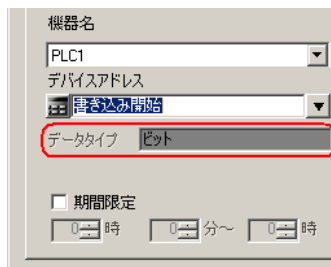 機器名
PLC1
デバイスアドレス
書き込み開始
データタイプ ビット
期間限定
0 時 0 分～ 0 時